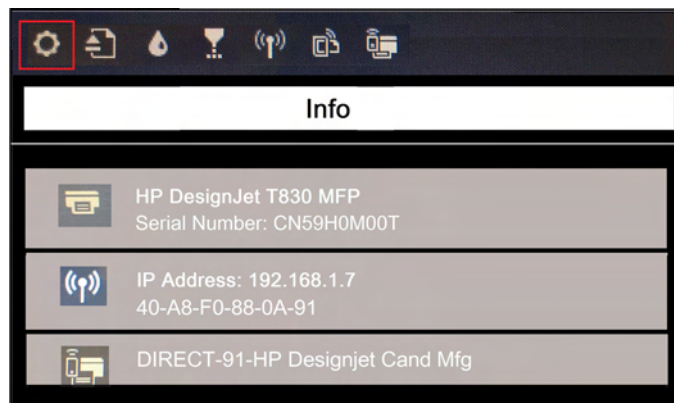 Info
HP DesignJet T830 MFP
Serial Number: CN59H0M00T
IP Address: 192.168.1.7
40-A8-F0-88-0A-91
DIRECT-91-HP Designjet Cand Mfg